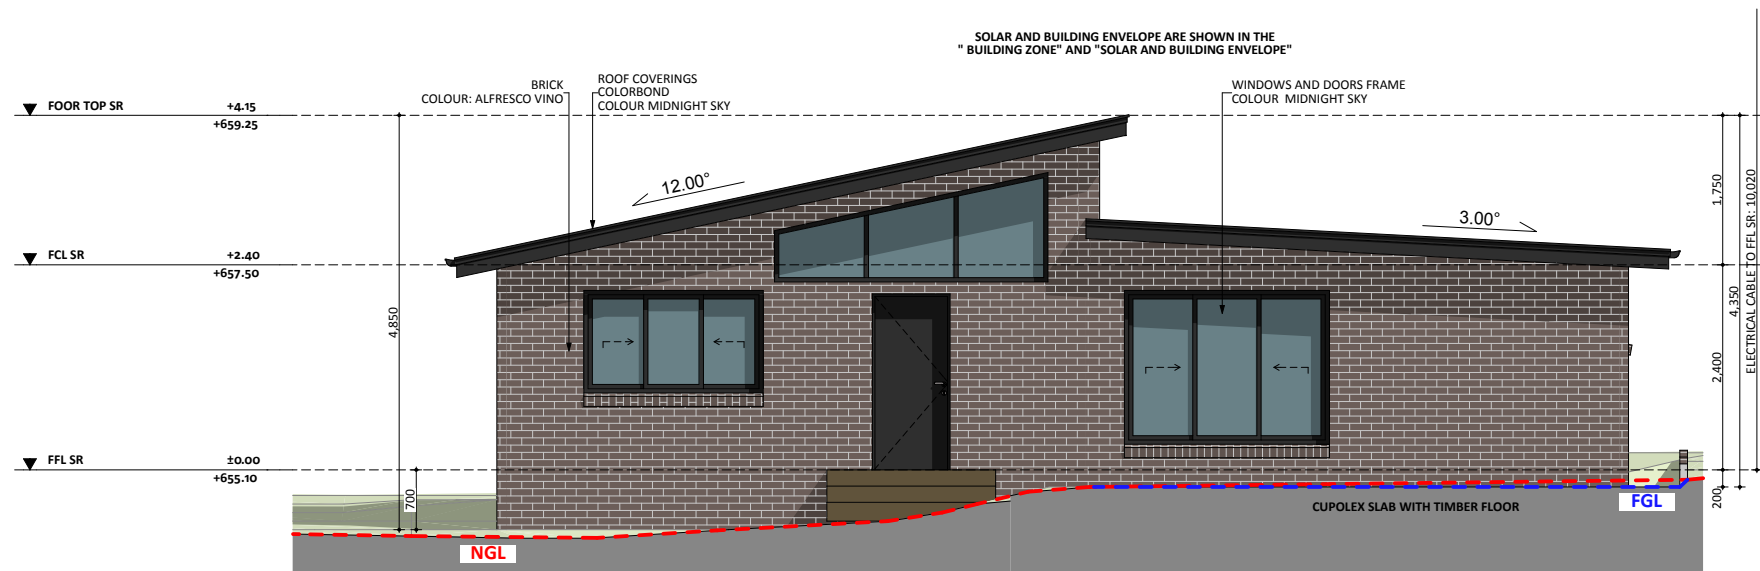 SOLAR AND BUILDING ENVELOPE ARE SHOWN IN THE
" BUILDING ZONE" AND "SOLAR AND BUILDING ENVELOPE"
BRICK
COLOUR: ALFRESCO VINO
ROOF COVERINGS
COLORBOND
COLOUR MIDNIGHT SKY
WINDOWS AND DOORS FRAME
COLOUR MIDNIGHT SKY
FOOR TOP SR +4.15
+659.25
12.00°
3.00°
FCL SR +2.40
+657.50
FFL SR ±0.00
+655.10
4,850
700
1,750
2,400
200
4,350
ELECTRICAL CABLE TO FFL SR: 10,020
CUPOLEX SLAB WITH TIMBER FLOOR
FGL
NGL